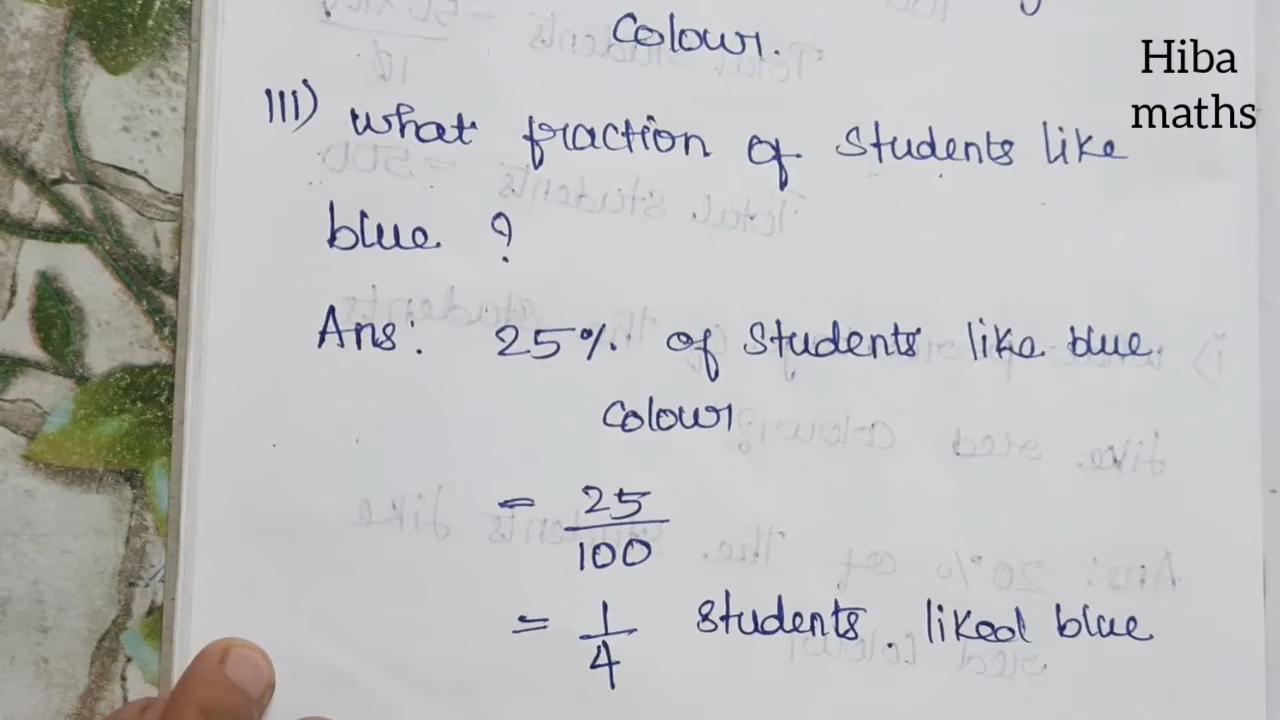 Colour.
Hiba
maths
III) What fraction of students like
blue ?
Ans: 25% of students like blue
Colour
= 25
100
= 1
4 students liked blue